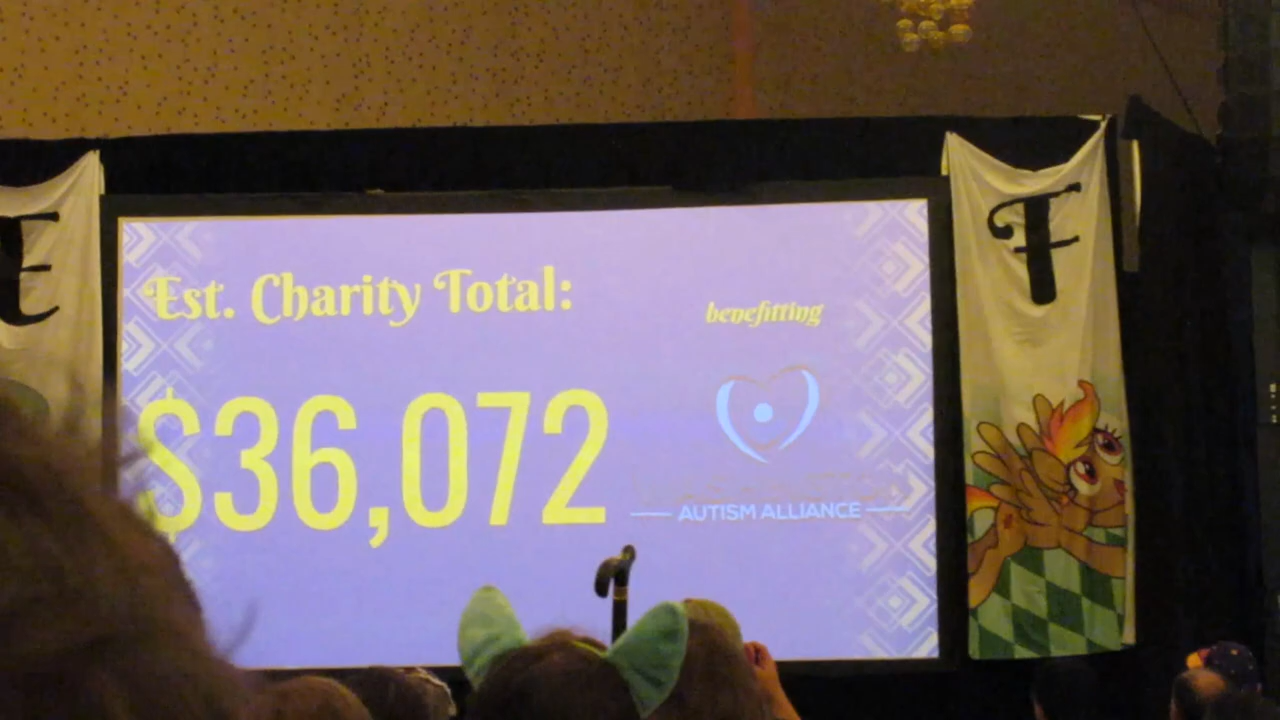 E
Est. Charity Total:
$36,072
benefitting
AUTISM ALLIANCE
F